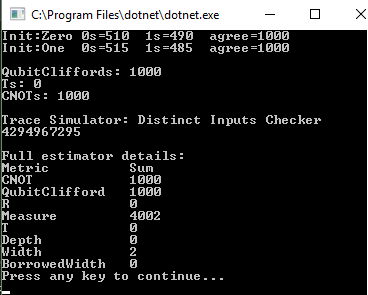 C:\Program Files\dotnet\dotnet.exe
Init:Zero 0s=510  1s=490  agree=1000
Init:One  0s=515  1s=485  agree=1000
QubitCliffords: 1000
Ts: 0
CNOTs: 1000
Trace Simulator: Distinct Inputs Checker
4294967295
Full estimator details:
Metric          Sum
CNOT            1000
QubitClifford   1000
R               0
Measure         4002
T               0
Depth           0
Width           2
BorrowedWidth   0
Press any key to continue...